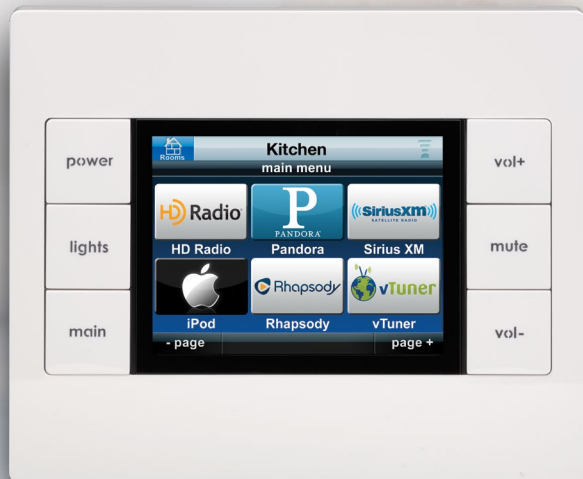 power
lights
main
Rooms
Kitchen
main menu
HD Radio
P
PANDORA
((SiriusXM))
SATELLITE RADIO
HD Radio
Pandora
Sirius XM
Rhapsody
vTuner
iPod
Rhapsody
vTuner
- page
page +
vol+
mute
vol-